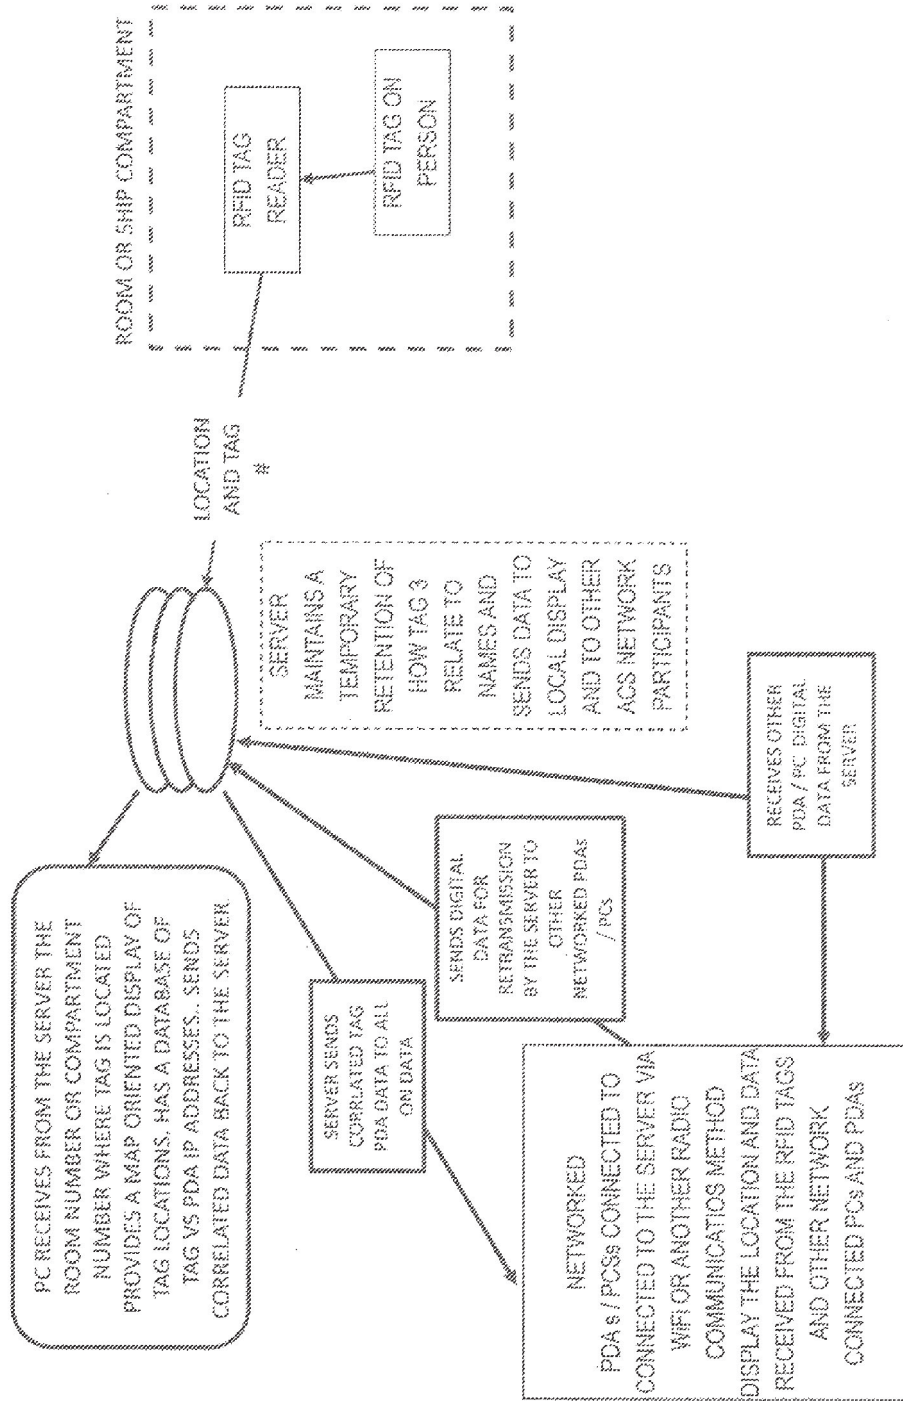 ROOM OR SHIP COMPARTMENT
RFID TAG
READER
RFID TAG ON
PERSON
LOCATION
AND TAG
#
SERVER
MAINTAINS A
TEMPORARY
RETENTION OF
HOW TAG 3
RELATE TO
NAMES AND
SENDS DATA TO
LOCAL DISPLAY
AND TO OTHER
ACS NETWORK
PARTICIPANTS
PC RECEIVES FROM THE SERVER THE
ROOM NUMBER OR COMPARTMENT
NUMBER WHERE TAG IS LOCATED
PROVIDES A MAP ORIENTED DISPLAY OF
TAG LOCATIONS. HAS A DATABASE OF
TAG VS PDA IP ADDRESSES.. SENDS
CORRELATED DATA BACK TO THE SERVER.
SERVER SENDS
CORRLATED TAG
PDA DATA TO ALL
ON DATA
SENDS DIGITAL
DATA FOR
RETRANSMISSION
BY THE SERVER TO
OTHER
NETWORKED PDAs
/ PCs
RECEIVES OTHER
PDA / PC DIGITAL
DATA FROM THE
SERVER
NETWORKED
PDA s / PCSs CONNECTED TO
CONNECTED TO THE SERVER VIA
WIFI OR ANOTHER RADIO
COMMUNICATIOS METHOD
DISPLAY THE LOCATION AND DATA
RECEIVED FROM THE RFID TAGS
AND OTHER NETWORK
CONNECTED PCs AND PDAs